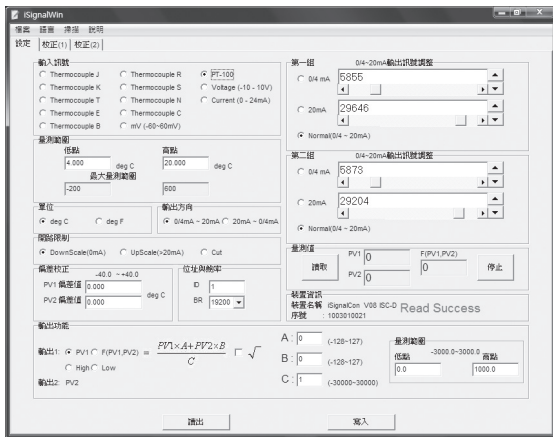 iSignalWin
檔案 語言 掃描 說明
設定 校正(1) 校正(2)
輸入訊號
Thermocouple J Thermocouple R PT-100
Thermocouple K Thermocouple S Voltage (-10 - 10V)
Thermocouple T Thermocouple N Current (0 - 24mA)
Thermocouple E Thermocouple C
Thermocouple B mV (-60~60mV)
量測範圍
低點 高點
4.000 deg C 20.000 deg C
最大量測範圍
-200 600
單位
deg C deg F
輸出方向
0/4mA ~ 20mA 20mA ~ 0/4mA
開路限制
DownScale(0mA) UpScale(>20mA) Cut
偏差校正
-40.0 ~ +40.0
PV1 偏差值 0.000
PV2 偏差值 0.000
deg C
位址與鮑率
ID 1
BR 19200
第一組 0/4~20mA輸出訊號調整
0/4 mA 5855
20mA 29646
Normal(0/4 ~ 20mA)
第二組 0/4~20mA輸出訊號調整
0/4 mA 5873
20mA 29204
Normal(0/4 ~ 20mA)
量測值
讀取 PV1 0 F(PV1,PV2) 0 停止
PV2 0
裝置資訊
裝置名稱 iSignalCon V08 ISC-D Read Success
序號 : 1003010021
輸出功能
輸出1: PV1 F(PV1,PV2) = PV1×A+PV2×B / C √
High Low
輸出2: PV2
A : 0 (-128~127)
B : 0 (-128~127)
C : 1 (-30000~30000)
量測範圍
-3000.0~3000.0
低點 高點
0.0 1000.0
讀出 寫入